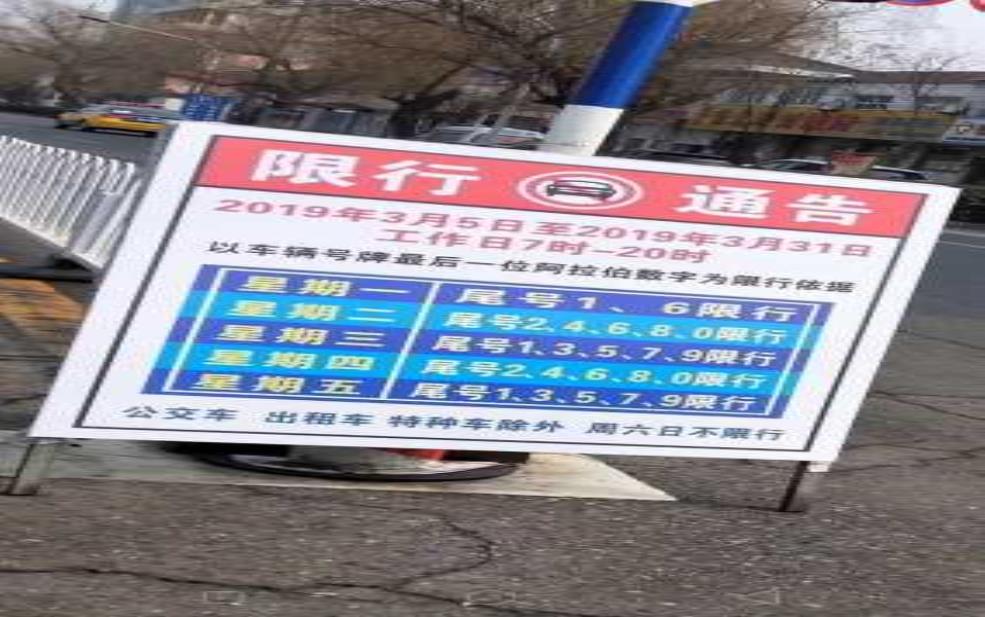 限行 通告
2019年3月5日至2019年3月31日
工作日7时-20时
以车辆号牌最后一位阿拉伯数字为限行依据
星期一 尾号1、6限行
星期二 尾号2、4、6、8、0限行
星期三 尾号1、3、5、7、9限行
星期四 尾号2、4、6、8、0限行
星期五 尾号1、3、5、7、9限行
公交车 出租车 特种车除外 周六日不限行